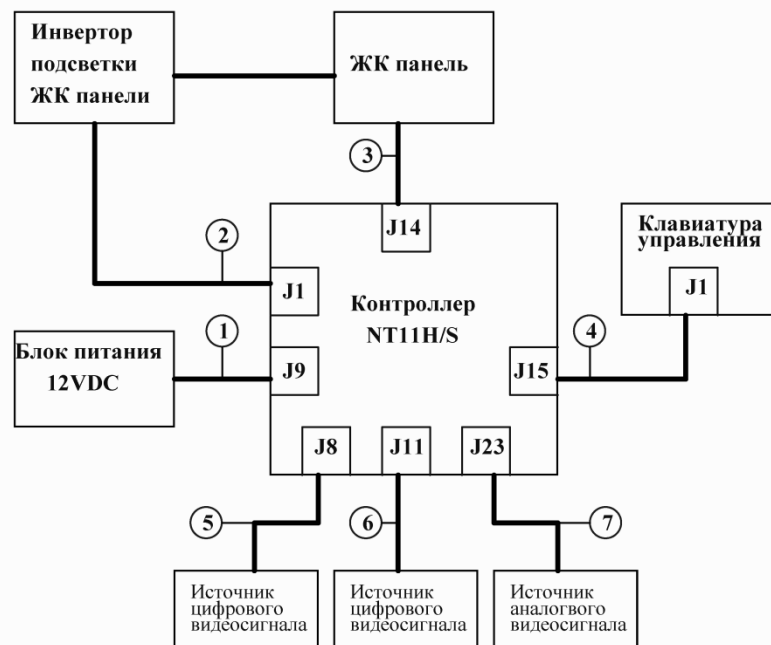 Инвертор
подсветки
ЖК панели
ЖК панель
3
J14
2
J1
Контроллер
NT11H/S
Клавиатура
управления
J1
1
Блок питания
12VDC
J9
4
J15
J8
J11
J23
5
6
7
Источник
цифрового
видеосигнала
Источник
цифрового
видеосигнала
Источник
аналогвого
видеосигнала